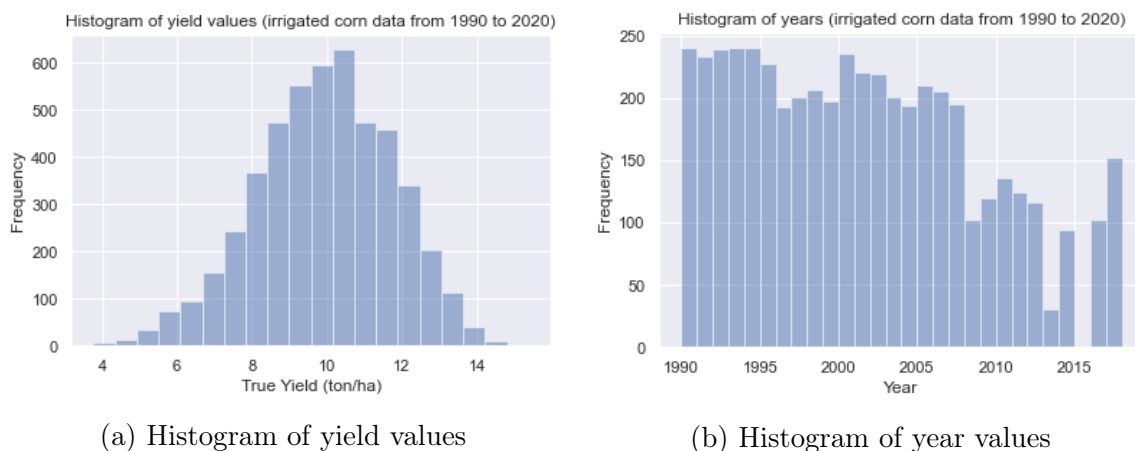 Histogram of yield values (irrigated corn data from 1990 to 2020)
600
500
400
300
200
100
0
Frequency
4 6 8 10 12 14
True Yield (ton/ha)
(a) Histogram of yield values
Histogram of years (irrigated corn data from 1990 to 2020)
250
200
150
100
50
0
Frequency
1990 1995 2000 2005 2010 2015
Year
(b) Histogram of year values